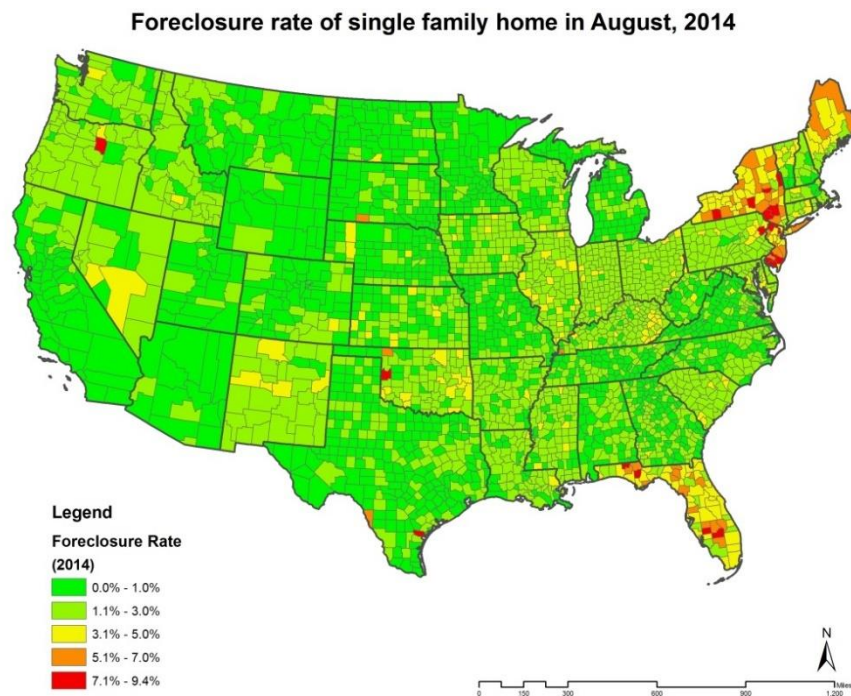 Foreclosure rate of single family home in August, 2014
Legend
Foreclosure Rate
(2014)
0.0% - 1.0%
1.1% - 3.0%
3.1% - 5.0%
5.1% - 7.0%
7.1% - 9.4%
N
Miles
0 75 150 300 600 900 1,200